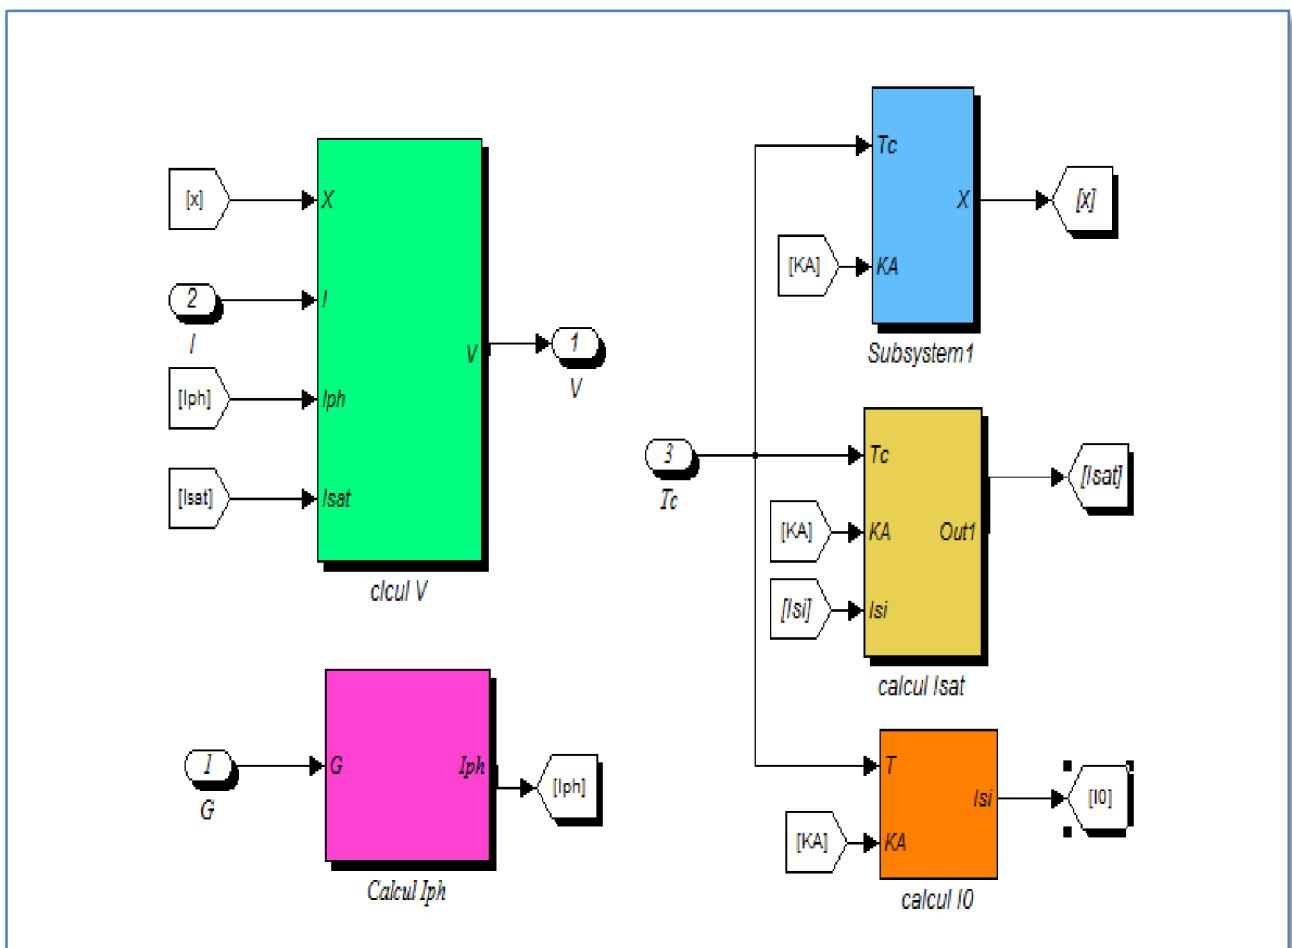 [x]
X
2
I
I
[Iph]
Iph
[Isat]
Isat
V
1
V
clcul V
1
G
G
Iph
[Iph]
Calcul Iph
Tc
X
[x]
[KA]
KA
Subsystem1
3
Tc
Tc
[KA]
KA
Out1
[Isat]
[Isi]
Isi
calcul Isat
T
Isi
[I0]
[KA]
KA
calcul I0